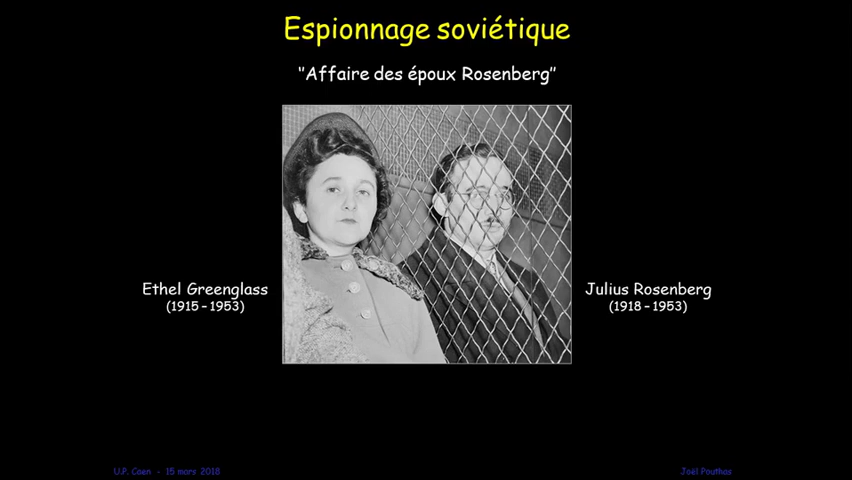 Espionnage soviétique
"Affaire des époux Rosenberg"
Ethel Greenglass
(1915 – 1953)
Julius Rosenberg
(1918 – 1953)
U.P. Caen - 15 mars 2018
Joël Pouthas